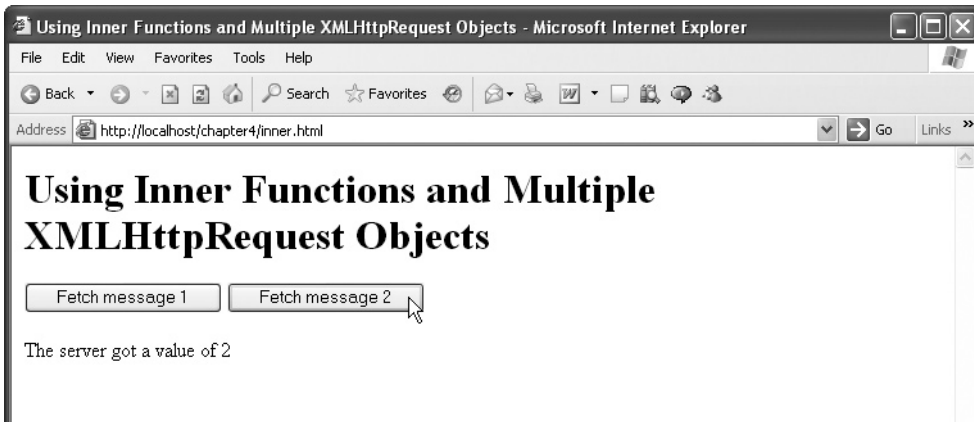 Using Inner Functions and Multiple XMLHttpRequest Objects - Microsoft Internet Explorer
File Edit View Favorites Tools Help
Back Search Favorites
Address http://localhost/chapter4/inner.html Go Links »
Using Inner Functions and Multiple
XMLHttpRequest Objects
Fetch message 1 Fetch message 2
The server got a value of 2